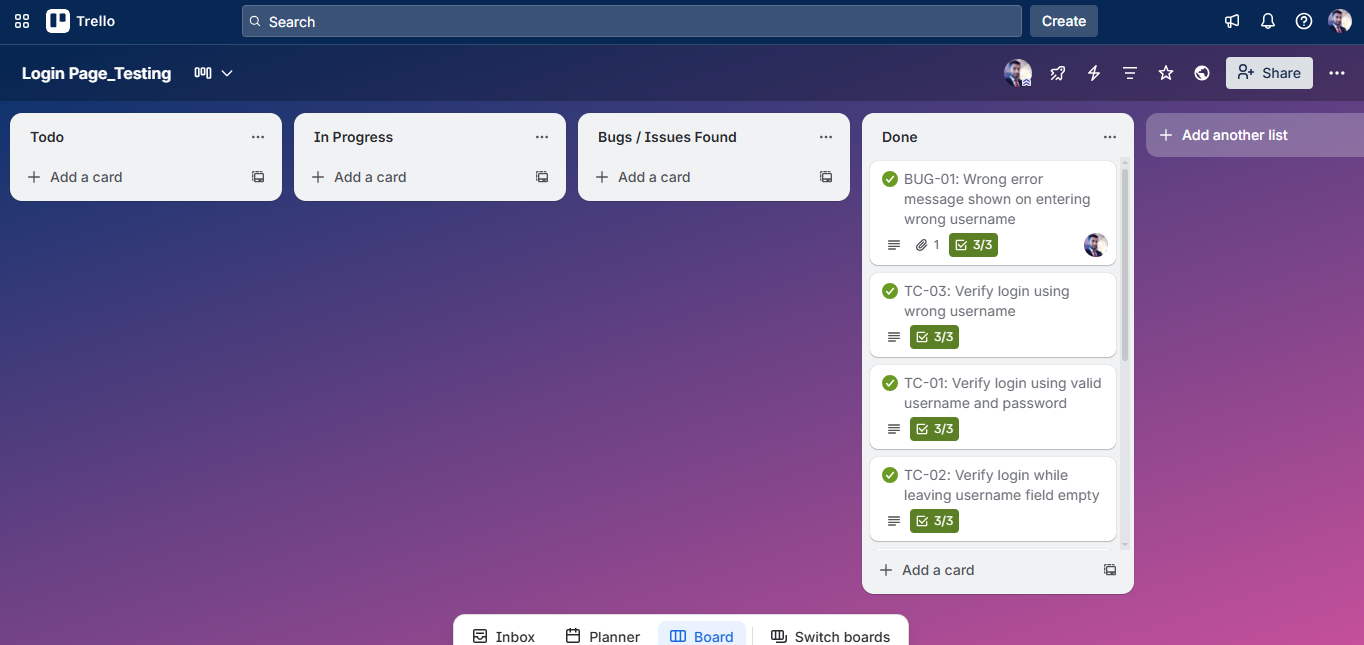 Trello
Search
Create
Login Page_Testing
Share
Todo
Add a card
In Progress
Add a card
Bugs / Issues Found
Add a card
Done
BUG-01: Wrong error
message shown on entering
wrong username
1
3/3
TC-03: Verify login using
wrong username
3/3
TC-01: Verify login using valid
username and password
3/3
TC-02: Verify login while
leaving username field empty
3/3
Add a card
Add another list
Inbox
Planner
Board
Switch boards